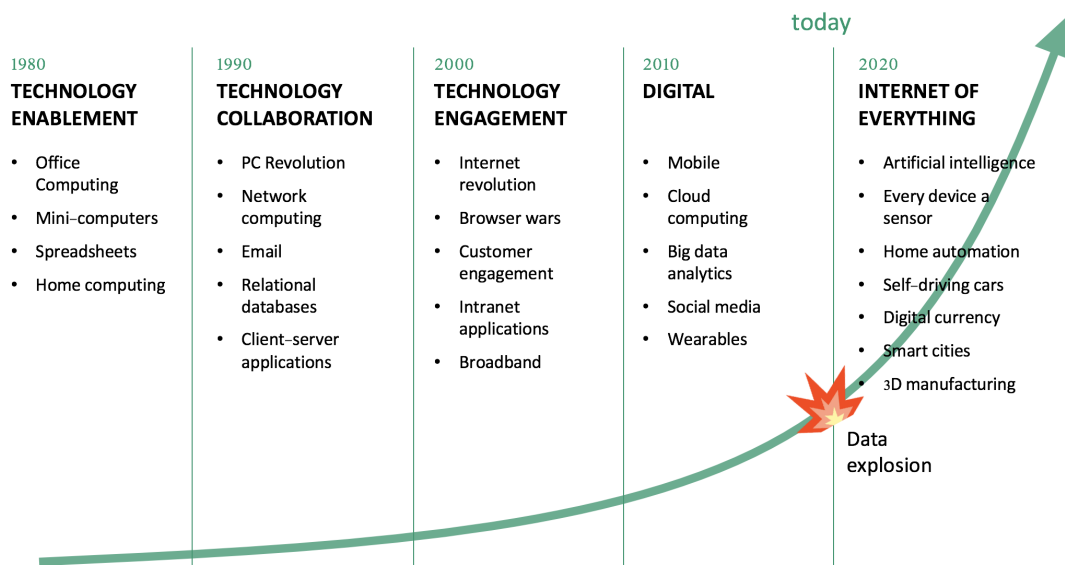 today
1980
TECHNOLOGY
ENABLEMENT
• Office
Computing
• Mini-computers
• Spreadsheets
• Home computing
1990
TECHNOLOGY
COLLABORATION
• PC Revolution
• Network
computing
• Email
• Relational
databases
• Client-server
applications
2000
TECHNOLOGY
ENGAGEMENT
• Internet
revolution
• Browser wars
• Customer
engagement
• Intranet
applications
• Broadband
2010
DIGITAL
• Mobile
• Cloud
computing
• Big data
analytics
• Social media
• Wearables
2020
INTERNET OF
EVERYTHING
• Artificial intelligence
• Every device a
sensor
• Home automation
• Self-driving cars
• Digital currency
• Smart cities
• 3D manufacturing
Data
explosion